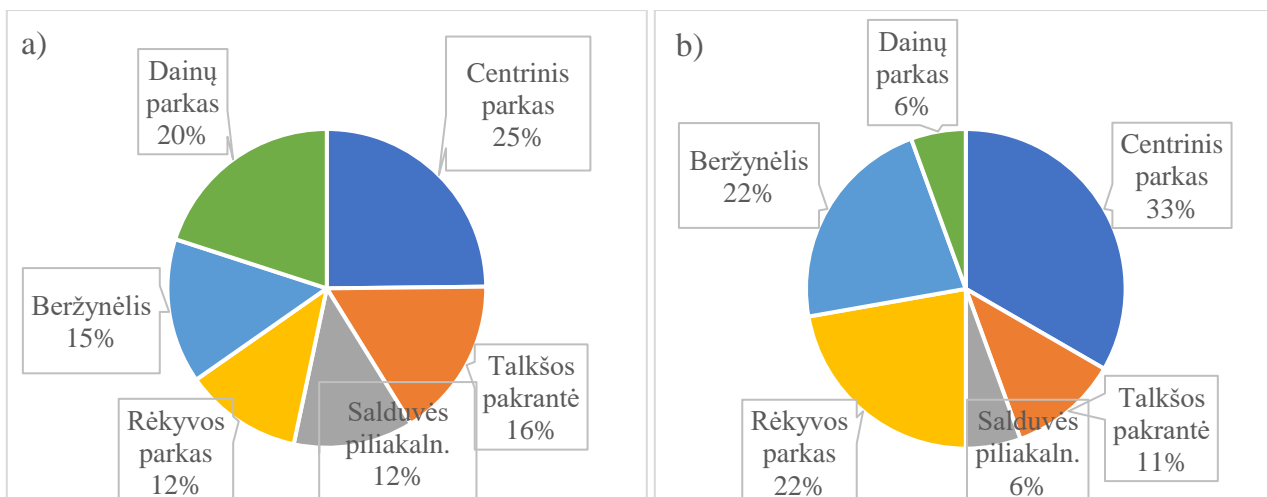 a)
Dainų
parkas
20%
Centrinis
parkas
25%
Beržynėlis
15%
Talkšos
pakrantė
16%
Rėkyvos
parkas
12%
Salduvės
piliakaln.
12%
b)
Dainų
parkas
6%
Centrinis
parkas
33%
Beržynėlis
22%
Talkšos
pakrantė
11%
Rėkyvos
parkas
22%
Salduvės
piliakaln.
6%